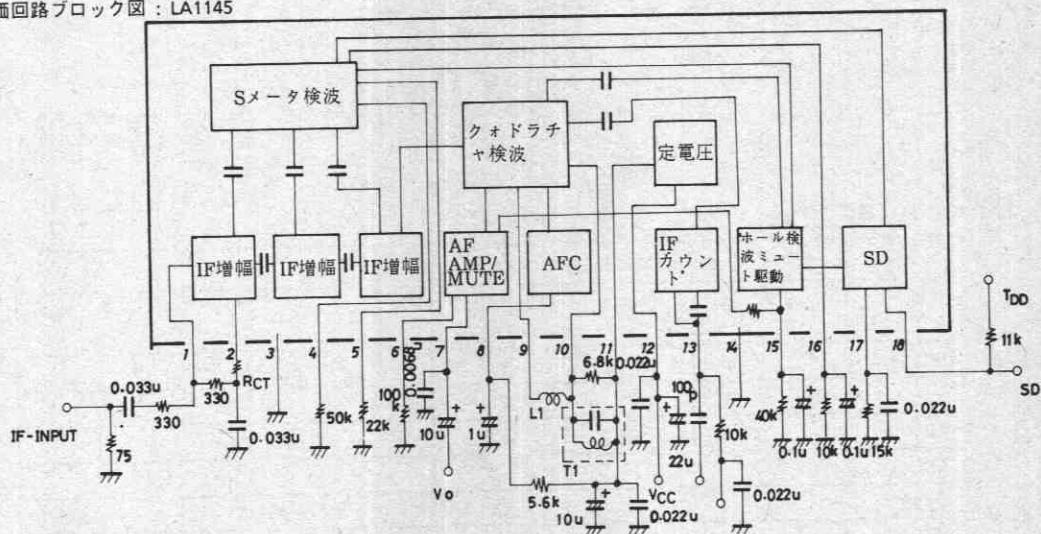 価回路ブロック図 : LA1145
Sメータ検波
クォドラチ
ャ検波
定電圧
IF増幅
IF増幅
IF増幅
AF
AMP/
MUTE
AFC
IF
カウン
ト
ホール検
波ミュー
ト駆動
SD
TDD
11k
SD
1
2
3
4
5
6
7
8
9
10
11
12
13
14
15
16
17
18
0.033u
330
330
RCT
IF-INPUT
75
0.033u
50k
22k
100
k
0.0068u
10u
1u
Vo
L1
6.8k
0.022u
T1
5.6k
10u
0.022u
22u
VCC
100
p
10k
0.022u
40k
0.1u
10k
0.1u
15k
0.022u